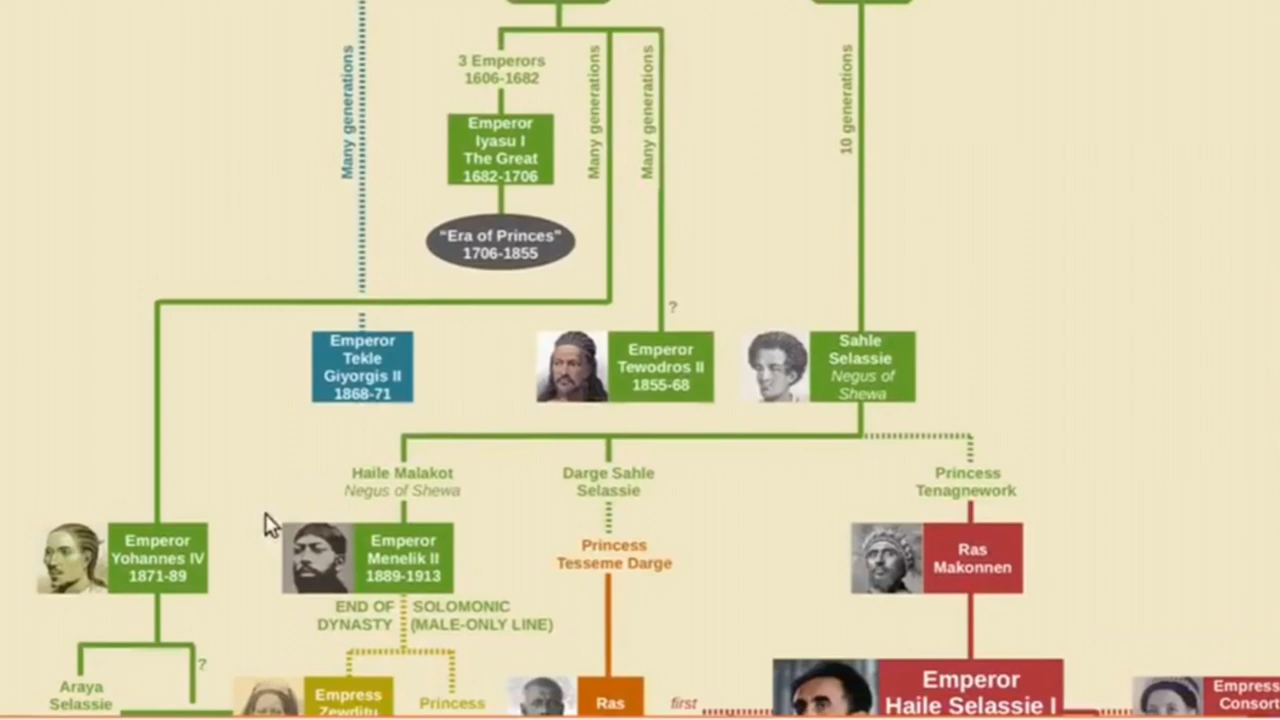 Many generations
3 Emperors
1606-1682
Many generations
Many generations
10 generations
Emperor
Iyasu I
The Great
1682-1706
"Era of Princes"
1706-1855
?
Emperor
Tekle
Giyorgis II
1868-71
Emperor
Tewodros II
1855-68
Sahle
Selassie
Negus of
Shewa
Haile Malakot
Negus of Shewa
Darge Sahle
Selassie
Princess
Tenagnework
Emperor
Yohannes IV
1871-89
Emperor
Menelik II
1889-1913
Princess
Tesseme Darge
Ras
Makonnen
END OF SOLOMONIC
DYNASTY (MALE-ONLY LINE)
?
Araya
Selassie
Empress
Zewditu
Princess
Ras
first
Emperor
Haile Selassie I
Empress
Consort